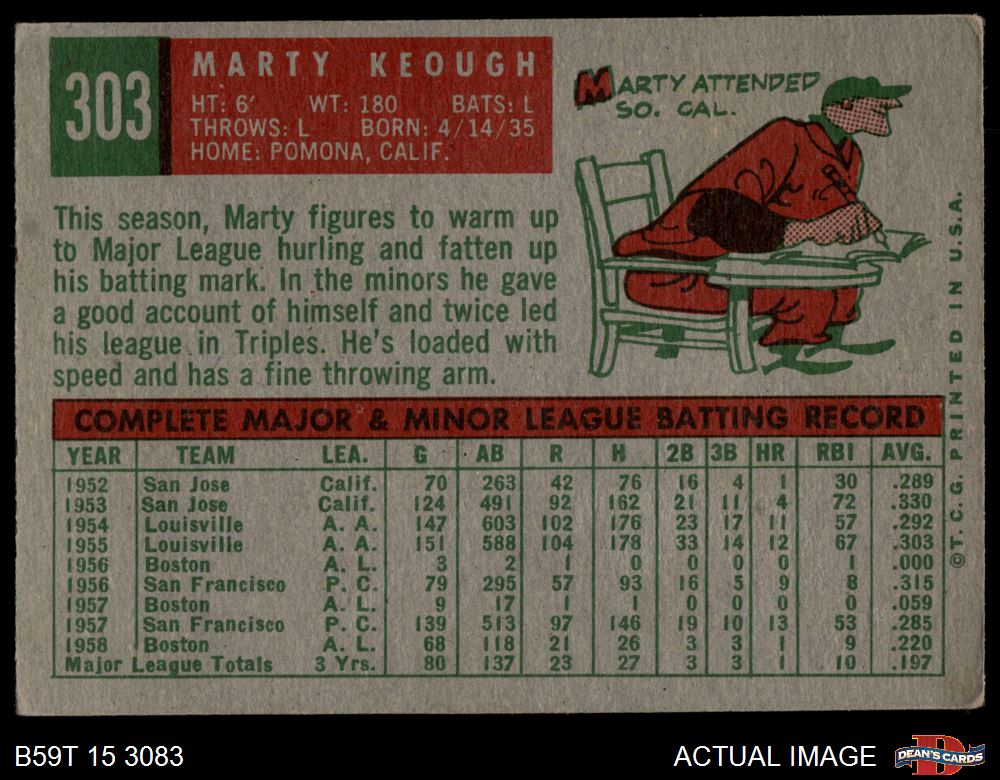 303
MARTY KEOUGH
HT: 6' WT: 180 BATS: L
THROWS: L BORN: 4/14/35
HOME: POMONA, CALIF.
MARTY ATTENDED
SO. CAL.
This season, Marty figures to warm up
to Major League hurling and fatten up
his batting mark. In the minors he gave
a good account of himself and twice led
his league in Triples. He's loaded with
speed and has a fine throwing arm.
COMPLETE MAJOR & MINOR LEAGUE BATTING RECORD
YEAR TEAM LEA. G AB R H 2B 3B HR RBI AVG.
1952 San Jose Calif. 70 263 42 76 16 4 1 30 .289
1953 San Jose Calif. 124 491 92 162 21 11 4 72 .330
1954 Louisville A. A. 147 603 102 176 23 17 11 57 .292
1955 Louisville A. A. 151 588 104 178 33 14 12 67 .303
1956 Boston A. L. 3 2 1 0 0 0 0 1 .000
1956 San Francisco P. C. 79 295 57 93 16 5 9 8 .315
1957 Boston A. L. 9 17 1 1 0 0 0 0 .059
1957 San Francisco P. C. 139 513 97 146 19 10 13 53 .285
1958 Boston A. L. 68 118 21 26 3 3 1 9 .220
Major League Totals 3 Yrs. 80 137 23 27 3 3 1 10 .197
©T. C. G. PRINTED IN U.S.A.
B59T 15 3083
ACTUAL IMAGE
D
DEAN'S CARDS